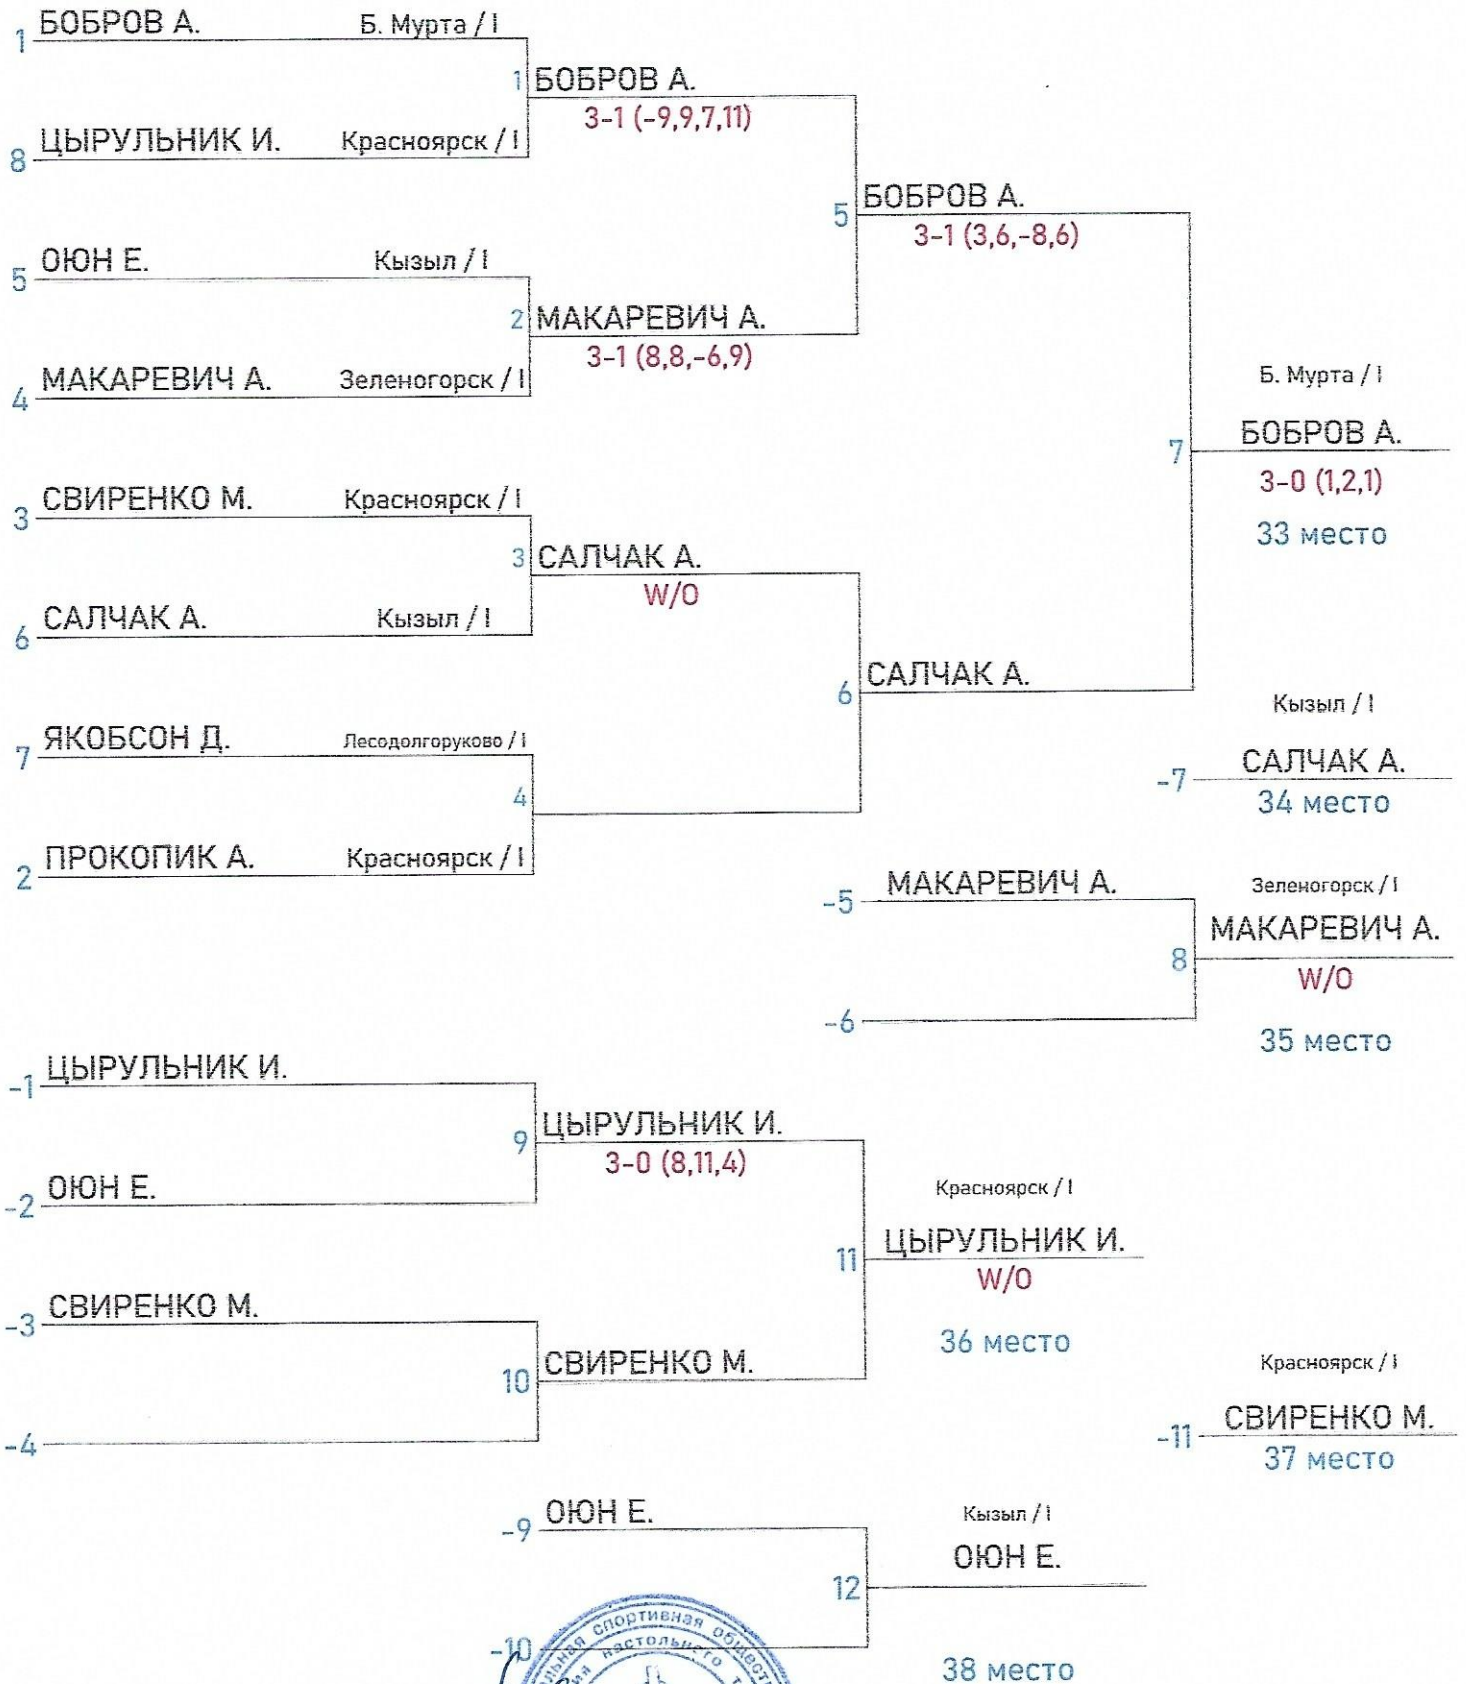 1 БОБРОВ А. Б. Мурта / I
1 БОБРОВ А.
3-1 (-9,9,7,11)
8 ЦЫРУЛЬНИК И. Красноярск / I
5 БОБРОВ А.
3-1 (3,6,-8,6)
5 ОЮН Е. Кызыл / I
2 МАКАРЕВИЧ А.
3-1 (8,8,-6,9)
4 МАКАРЕВИЧ А. Зеленогорск / I
Б. Мурта / I
7 БОБРОВ А.
3-0 (1,2,1)
33 место
3 СВИРЕНКО М. Красноярск / I
3 САЛЧАК А.
W/O
6 САЛЧАК А. Кызыл / I
6 САЛЧАК А.
Кызыл / I
-7 САЛЧАК А.
34 место
7 ЯКОБСОН Д. Лесодолгоруково / I
4
2 ПРОКОПИК А. Красноярск / I
-5 МАКАРЕВИЧ А.
Зеленогорск / I
8 МАКАРЕВИЧ А.
W/O
-6
35 место
-1 ЦЫРУЛЬНИК И.
9 ЦЫРУЛЬНИК И.
3-0 (8,11,4)
-2 ОЮН Е.
Красноярск / I
11 ЦЫРУЛЬНИК И.
W/O
36 место
-3 СВИРЕНКО М.
10 СВИРЕНКО М.
-4
Красноярск / I
-11 СВИРЕНКО М.
37 место
-9 ОЮН Е.
Кызыл / I
12 ОЮН Е.
-10
38 место
спортивная
настольного